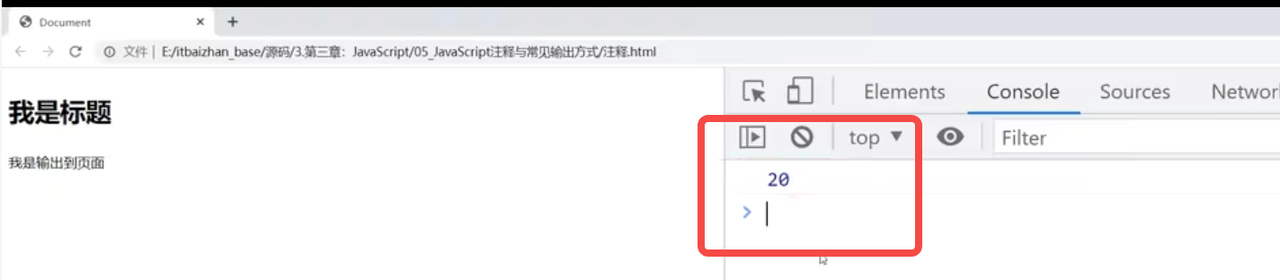 Document
文件 | E:/itbaizhan_base/源码/3.第三章：JavaScript/05_JavaScript注释与常见输出方式/注释.html
我是标题
我是输出到页面
Elements Console Sources Networ
top Filter
20